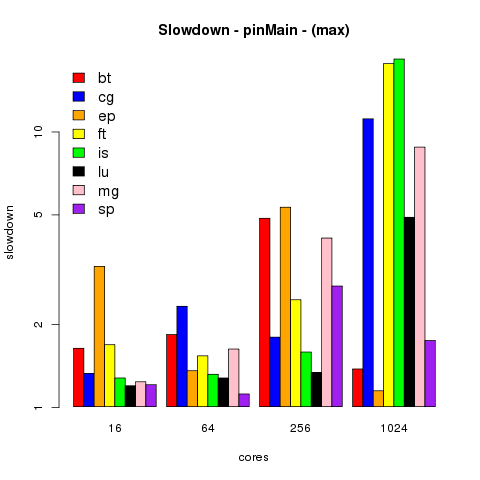 Slowdown - pinMain - (max)
bt
cg
ep
ft
is
lu
mg
sp
slowdown
10
5
2
1
16 64 256 1024
cores